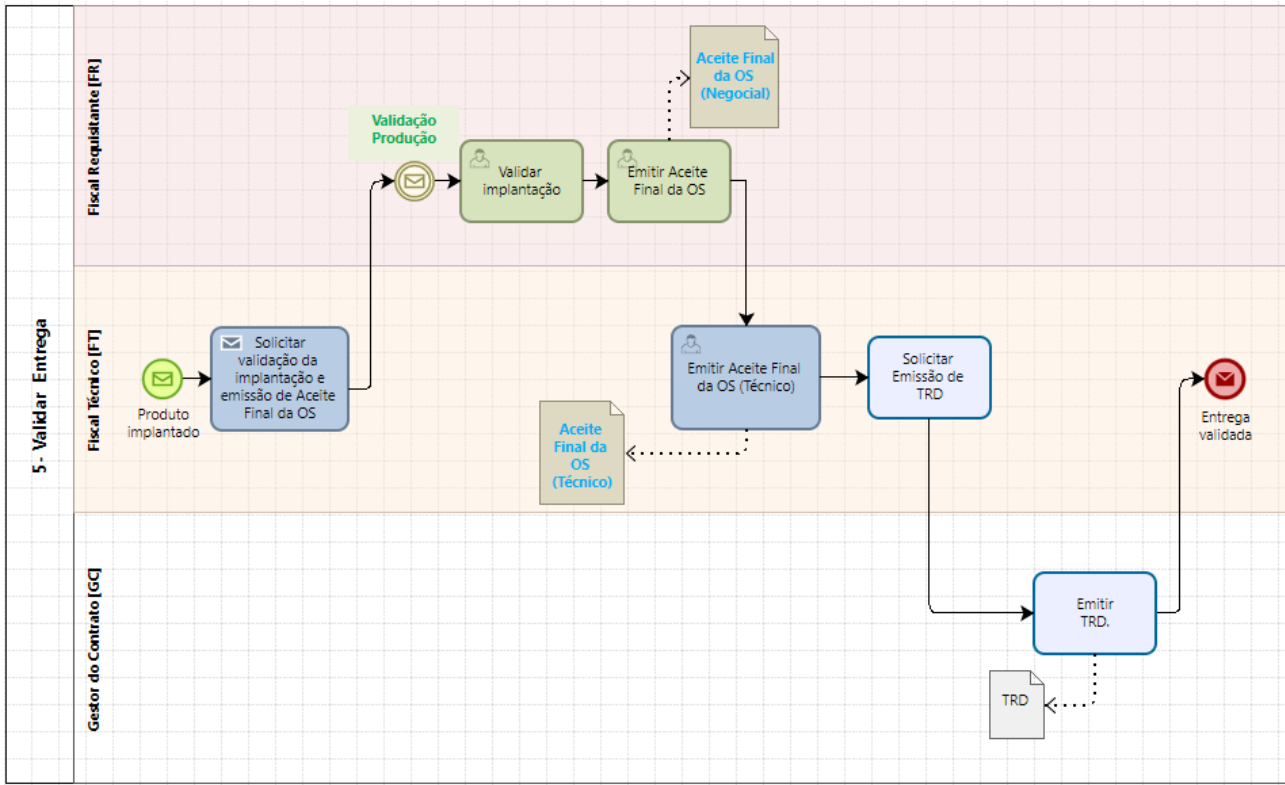 5- Validar Entrega
Fiscal Requisitante [FR]
Aceite Final
da OS
(Negocial)
Validação
Produção
Validar
implantação
Emitir Aceite
Final da OS
Fiscal Técnico [FT]
Produto
implantado
Solicitar
validação da
implantação e
emissão de Aceite
Final da OS
Aceite
Final da
OS
(Técnico)
Emitir Aceite Final
da OS (Técnico)
Solicitar
Emissão de
TRD
Entrega
validada
Gestor do Contrato [GC]
Emitir
TRD.
TRD